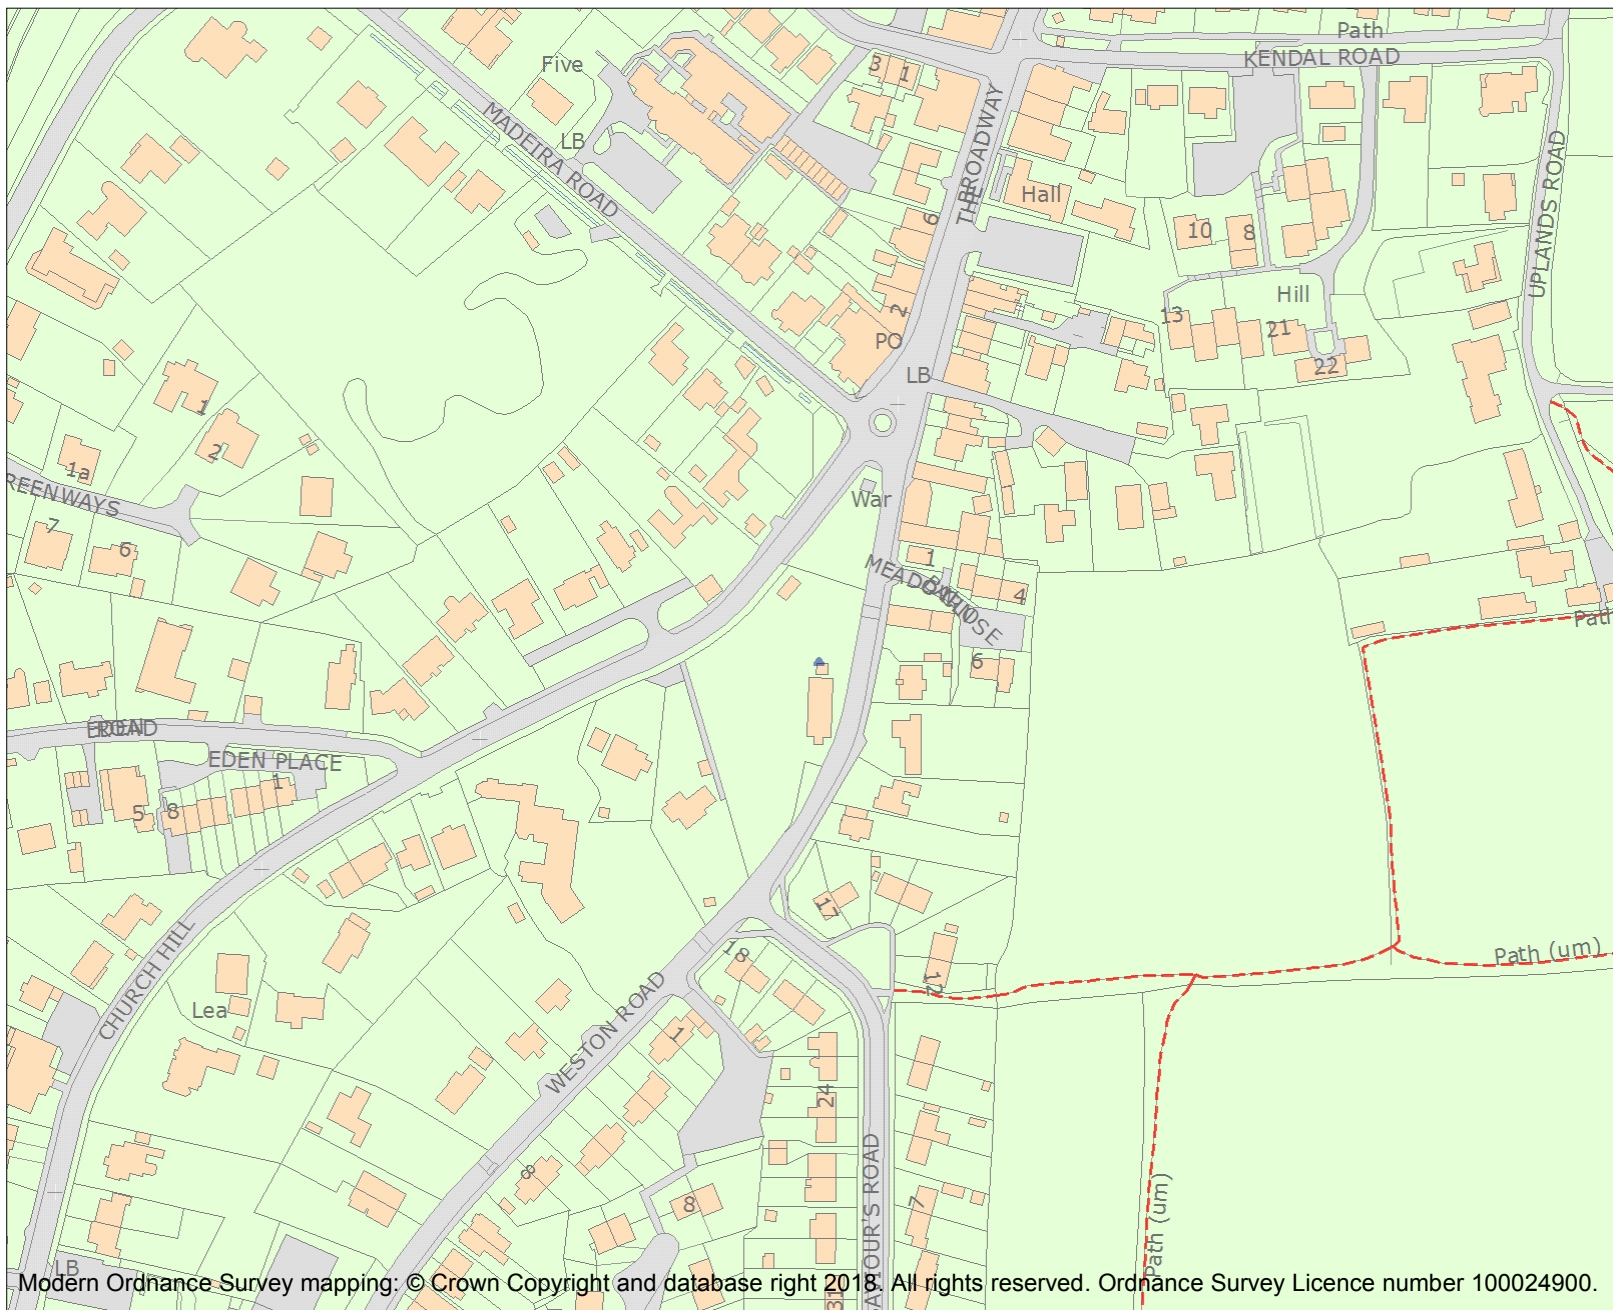 Path
KENDAL ROAD
Five
3
1
MADEIRA ROAD
LB
THE
BROADWAY
UPLANDS ROAD
Hall
6
10
8
Hill
2
13
21
PO
22
LB
1
2
1a
War
7
6
1
MEADOW
CLOSE
4
Path
6
ROAD
EDEN PLACE
1
5
8
17
18
12
Path (um)
CHURCH HILL
Lea
WESTON ROAD
1
24
8
7
8
Path (um)
LB
31
Modern Ordnance Survey mapping: © Crown Copyright and database right 2018. All rights reserved. Ordnance Survey Licence number 100024900.